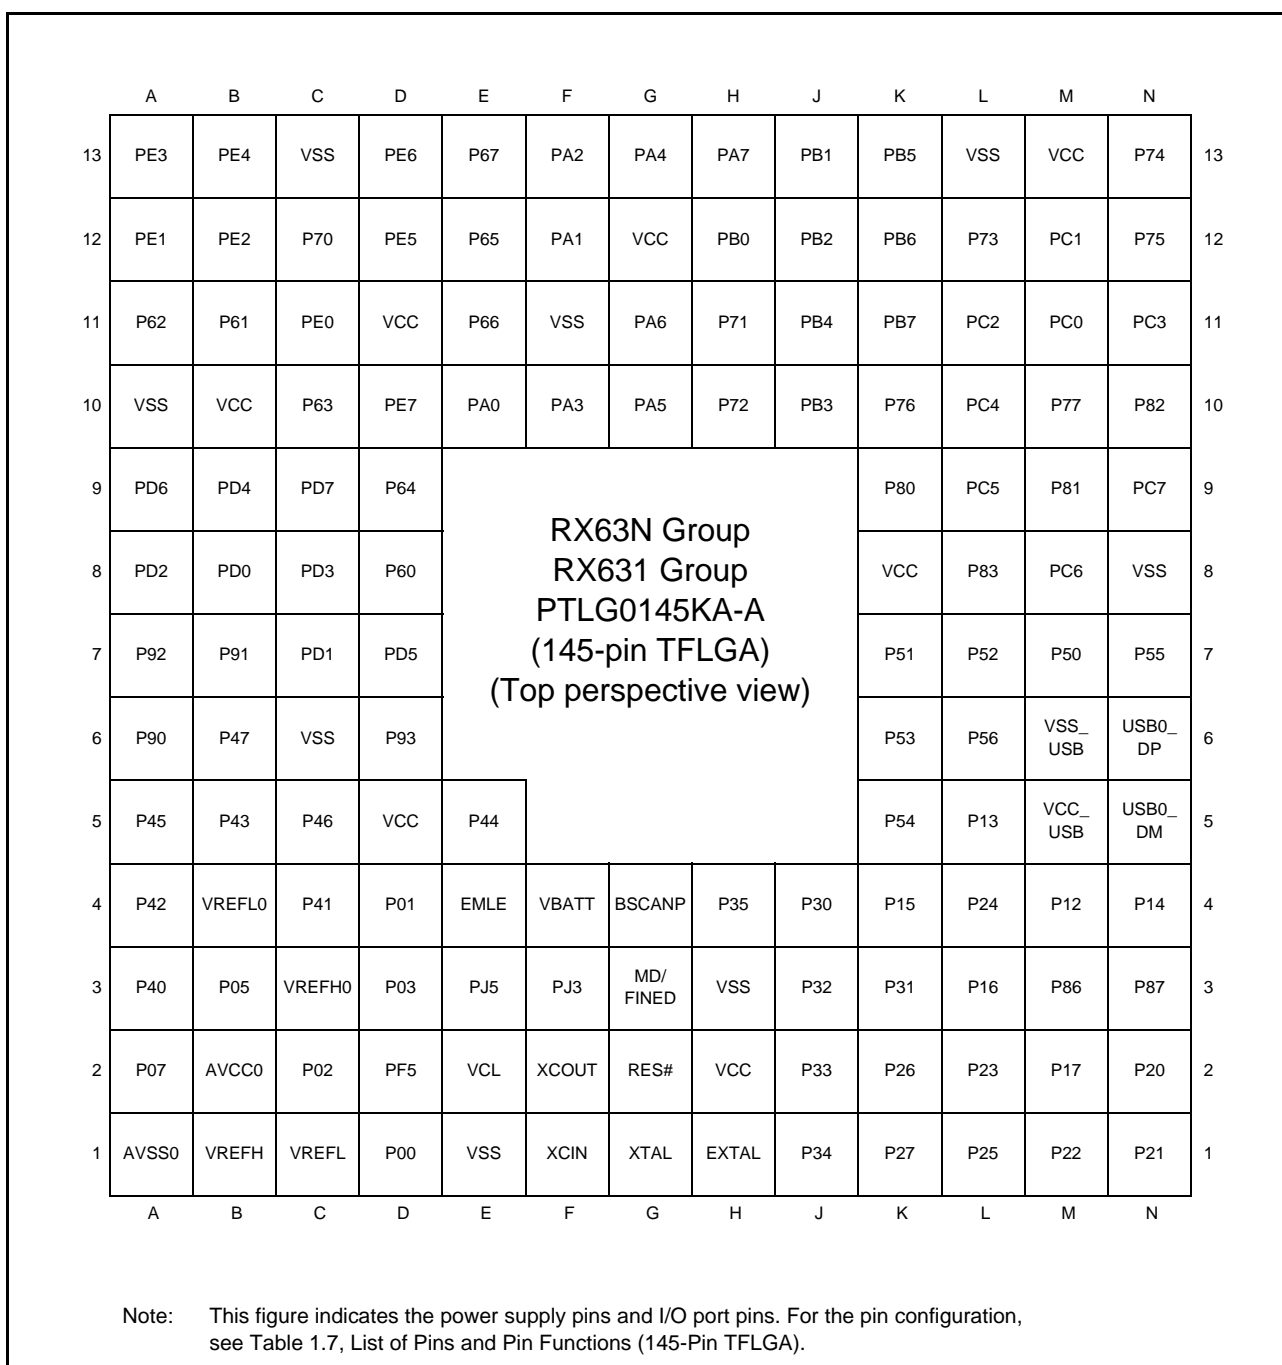 A B C D E F G H J K L M N
13 PE3 PE4 VSS PE6 P67 PA2 PA4 PA7 PB1 PB5 VSS VCC P74 13
12 PE1 PE2 P70 PE5 P65 PA1 VCC PB0 PB2 PB6 P73 PC1 P75 12
11 P62 P61 PE0 VCC P66 VSS PA6 P71 PB4 PB7 PC2 PC0 PC3 11
10 VSS VCC P63 PE7 PA0 PA3 PA5 P72 PB3 P76 PC4 P77 P82 10
9 PD6 PD4 PD7 P64 P80 PC5 P81 PC7 9
8 PD2 PD0 PD3 P60 VCC P83 PC6 VSS 8
7 P92 P91 PD1 PD5 P51 P52 P50 P55 7
6 P90 P47 VSS P93 P53 P56 VSS_USB USB0_DP 6
5 P45 P43 P46 VCC P44 P54 P13 VCC_USB USB0_DM 5
RX63N Group
RX631 Group
PTLG0145KA-A
(145-pin TFLGA)
(Top perspective view)
4 P42 VREFL0 P41 P01 EMLE VBATT BSCANP P35 P30 P15 P24 P12 P14 4
3 P40 P05 VREFH0 P03 PJ5 PJ3 MD/FINED VSS P32 P31 P16 P86 P87 3
2 P07 AVCC0 P02 PF5 VCL XCOUT RES# VCC P33 P26 P23 P17 P20 2
1 AVSS0 VREFH VREFL P00 VSS XCIN XTAL EXTAL P34 P27 P25 P22 P21 1
A B C D E F G H J K L M N
Note: This figure indicates the power supply pins and I/O port pins. For the pin configuration,
see Table 1.7, List of Pins and Pin Functions (145-Pin TFLGA).